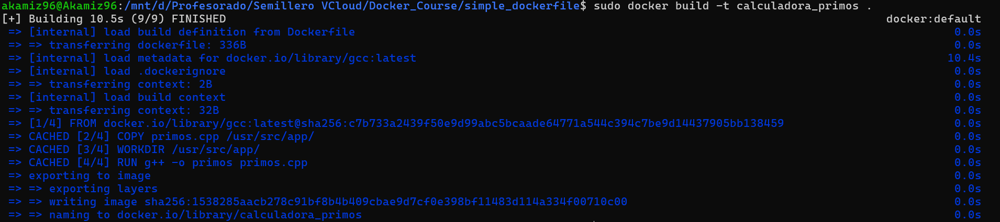 akamiz96@Akamiz96:/mnt/d/Profesorado/Semillero VCloud/Docker_Course/simple_dockerfile$ sudo docker build -t calculadora_primos .
[+] Building 10.5s (9/9) FINISHED docker:default
=> [internal] load build definition from Dockerfile 0.0s
=> => transferring dockerfile: 336B 0.0s
=> [internal] load metadata for docker.io/library/gcc:latest 10.4s
=> [internal] load .dockerignore 0.0s
=> => transferring context: 2B 0.0s
=> [internal] load build context 0.0s
=> => transferring context: 32B 0.0s
=> [1/4] FROM docker.io/library/gcc:latest@sha256:c7b733a2439f50e9d99abc5bcaade64771a544c394c7be9d14437905bb138459 0.0s
=> CACHED [2/4] COPY primos.cpp /usr/src/app/ 0.0s
=> CACHED [3/4] WORKDIR /usr/src/app/ 0.0s
=> CACHED [4/4] RUN g++ -o primos primos.cpp 0.0s
=> exporting to image 0.0s
=> => exporting layers 0.0s
=> => writing image sha256:1538285aacb278c91bf8b4b409cbae9d7cf0e398bf11483d114a334f00710c00 0.0s
=> => naming to docker.io/library/calculadora_primos 0.0s